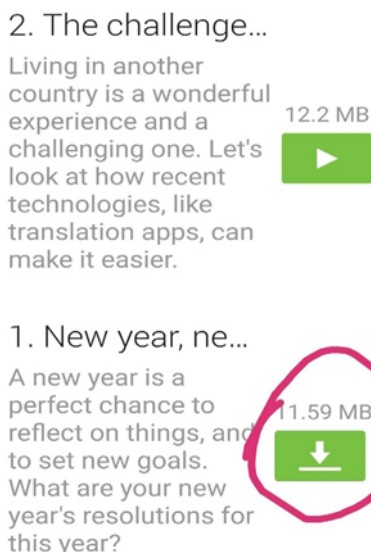 2. The challenge...
Living in another
country is a wonderful
experience and a
challenging one. Let's
look at how recent
technologies, like
translation apps, can
make it easier.
12.2 MB
1. New year, ne...
A new year is a
perfect chance to
reflect on things, and
to set new goals.
What are your new
year's resolutions for
this year?
11.59 MB